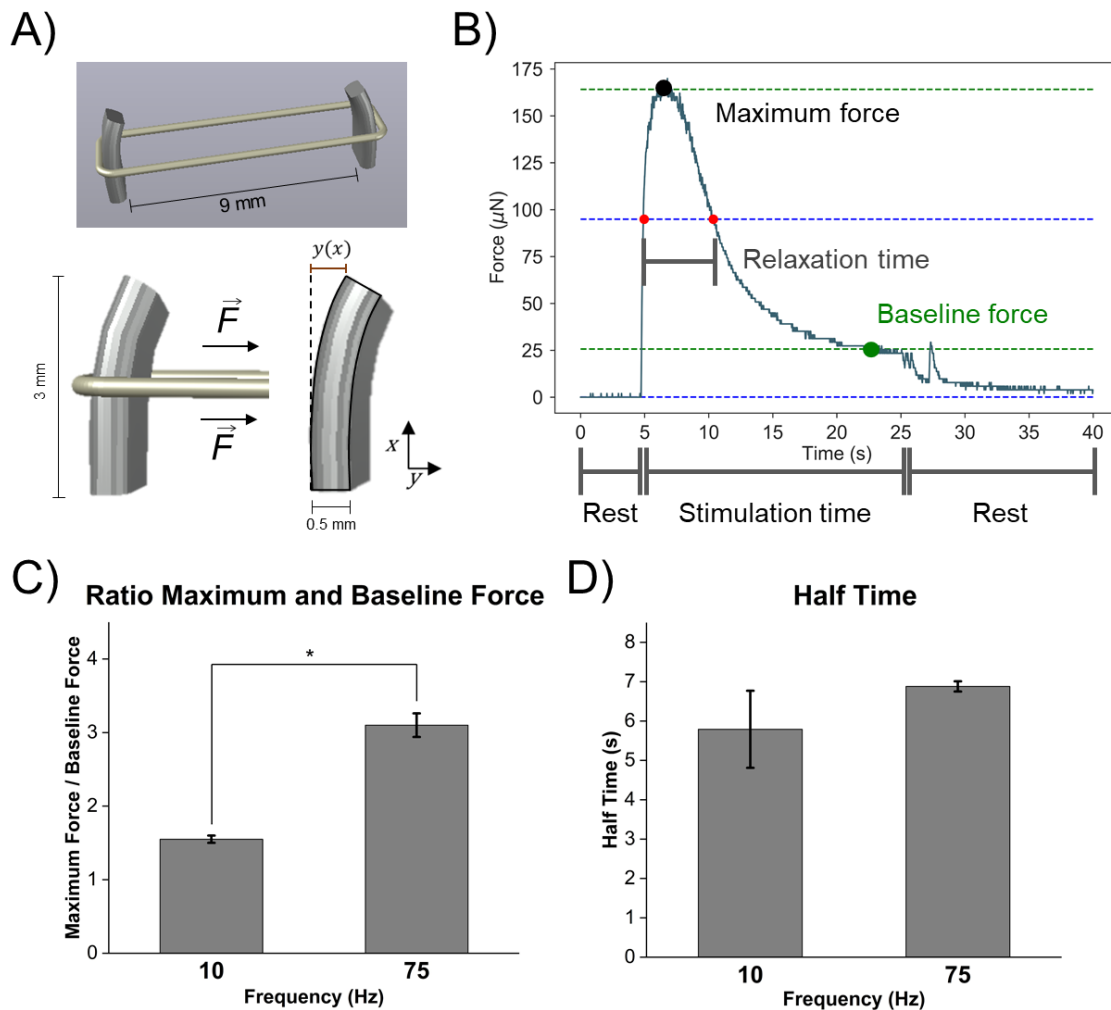 A)
9 mm
y(x)
3 mm
F
F
x
y
0.5 mm
B)
175
150
125
100
75
50
25
0
Force (μN)
Maximum force
Relaxation time
Baseline force
0 5 10 15 20 25 30 35 40
Time (s)
Rest
Stimulation time
Rest
C)
Ratio Maximum and Baseline Force
Maximum Force / Baseline Force
4
3
2
1
0
*
10 75
Frequency (Hz)
D)
Half Time
Half Time (s)
8
7
6
5
4
3
2
1
0
10 75
Frequency (Hz)